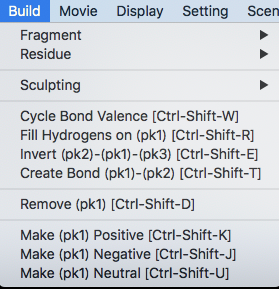 Build Movie Display Setting Scen
Fragment
Residue
Sculpting
Cycle Bond Valence [Ctrl-Shift-W]
Fill Hydrogens on (pk1) [Ctrl-Shift-R]
Invert (pk2)-(pk1)-(pk3) [Ctrl-Shift-E]
Create Bond (pk1)-(pk2) [Ctrl-Shift-T]
Remove (pk1) [Ctrl-Shift-D]
Make (pk1) Positive [Ctrl-Shift-K]
Make (pk1) Negative [Ctrl-Shift-J]
Make (pk1) Neutral [Ctrl-Shift-U]